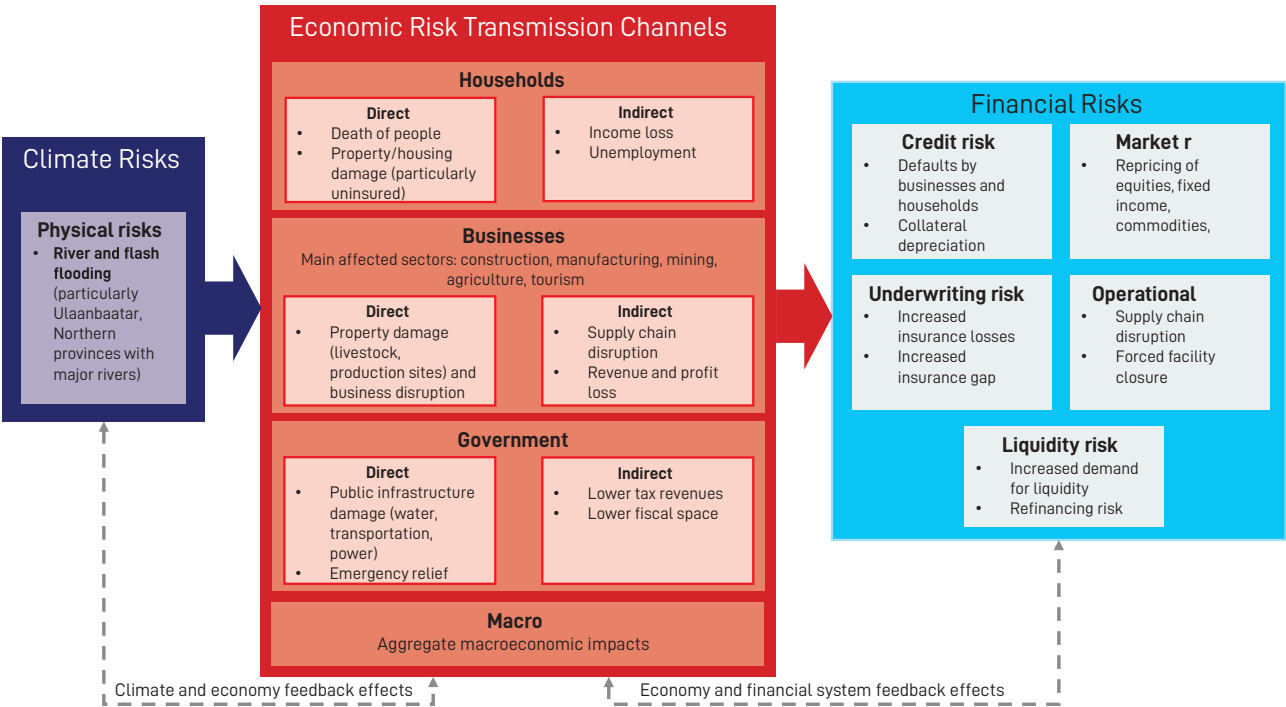 Climate Risks
Physical risks
• River and flash
flooding
(particularly
Ulaanbaatar,
Northern
provinces with
major rivers)
Economic Risk Transmission Channels
Households
Direct
• Death of people
• Property/housing
damage (particularly
uninsured)
Indirect
• Income loss
• Unemployment
Businesses
Main affected sectors: construction, manufacturing, mining,
agriculture, tourism
Direct
• Property damage
(livestock,
production sites) and
business disruption
Indirect
• Supply chain
disruption
• Revenue and profit
loss
Government
Direct
• Public infrastructure
damage (water,
transportation,
power)
• Emergency relief
Indirect
• Lower tax revenues
• Lower fiscal space
Macro
Aggregate macroeconomic impacts
Financial Risks
Credit risk
• Defaults by
businesses and
households
• Collateral
depreciation
Market r
• Repricing of
equities, fixed
income,
commodities,
Underwriting risk
• Increased
insurance losses
• Increased
insurance gap
Operational
• Supply chain
disruption
• Forced facility
closure
Liquidity risk
• Increased demand
for liquidity
• Refinancing risk
Climate and economy feedback effects
Economy and financial system feedback effects